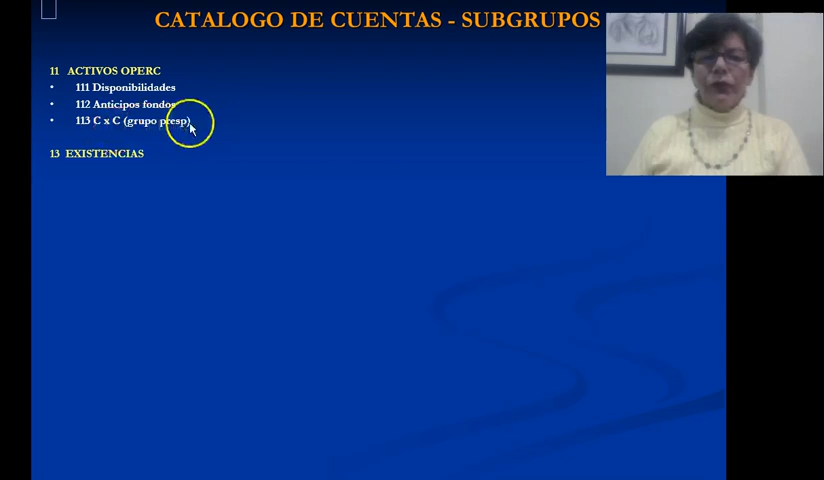 CATALOGO DE CUENTAS - SUBGRUPOS
11 ACTIVOS OPERC
• 111 Disponibilidades
• 112 Anticipos fondos
• 113 C x C (grupo presp)
13 EXISTENCIAS